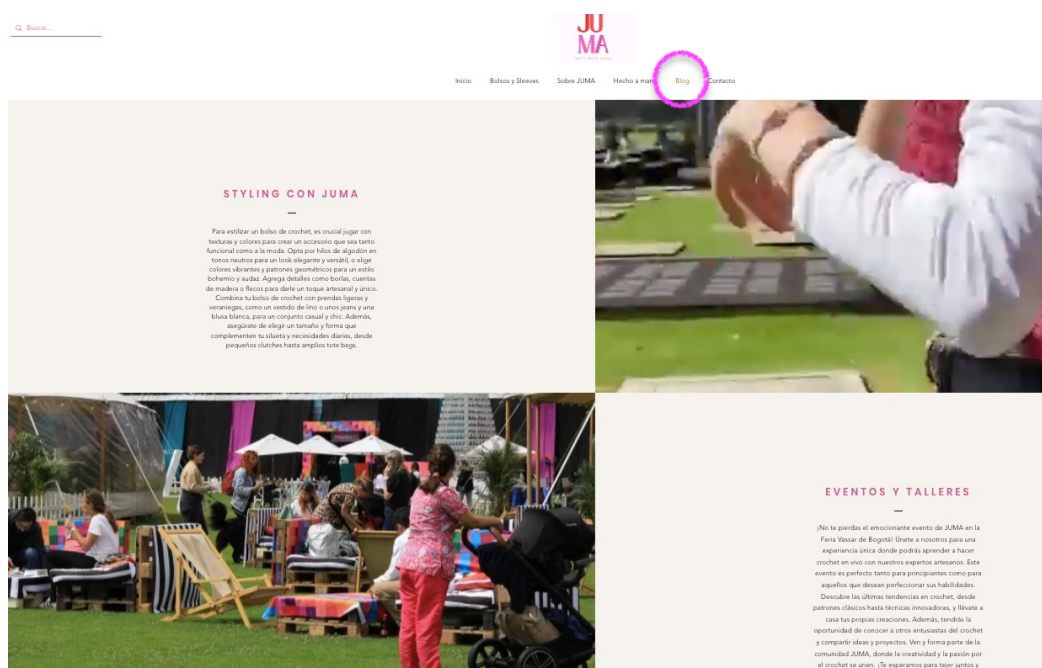 Buscar...
JU
MA
Inicio Bolsos y Sleeves Sobre JUMA Hecho a man Blog Contacto
STYLING CON JUMA
Para estilizar un bolso de crochet, es crucial jugar con
texturas y colores para crear un accesorio que sea tanto
funcional como a la moda. Opta por hilos de algodón en
tonos neutros para un look elegante y versátil, o elige
colores vibrantes y patrones geométricos para un estilo
bohemio y audaz. Agrega detalles como borlas, cuentas
de madera o flecos para darle un toque artesanal y único.
Combina tu bolso de crochet con prendas ligeras y
veraniegas, como un vestido de lino o unos jeans y una
blusa blanca, para un conjunto casual y chic. Además,
asegúrate de elegir un tamaño y forma que
complementen tu silueta y necesidades diarias, desde
pequeños clutches hasta amplios tote bags.
EVENTOS Y TALLERES
¡No te pierdas el emocionante evento de JUMA en la
Feria Vassar de Bogotá! Únete a nosotros para una
experiencia única donde podrás aprender a hacer
crochet en vivo con nuestros expertos artesanos. Este
evento es perfecto tanto para principiantes como para
aquellos que desean perfeccionar sus habilidades.
Descubre las últimas tendencias en crochet, desde
patrones clásicos hasta técnicas innovadoras, y llévate a
casa tus propias creaciones. Además, tendrás la
oportunidad de conocer a otros entusiastas del crochet
y compartir ideas y proyectos. Ven y forma parte de la
comunidad JUMA, donde la creatividad y la pasión por
el crochet se unen. ¡Te esperamos para tejer juntos y